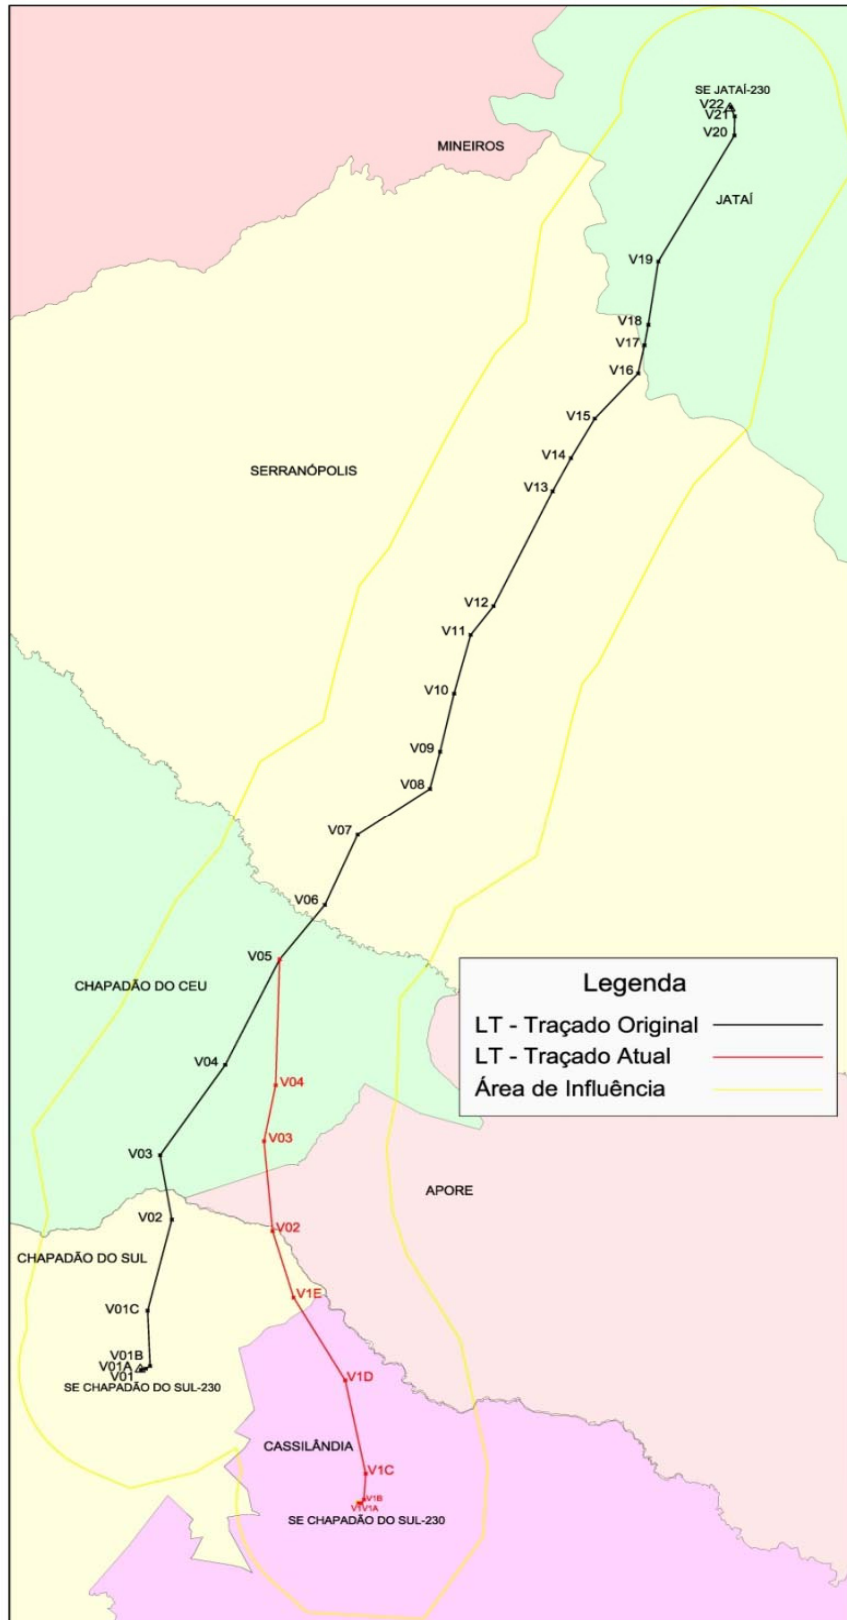 SE JATAÍ-230
V22
V21
V20
MINEIROS
JATAÍ
V19
V18
V17
V16
V15
V14
SERRANÓPOLIS
V13
V12
V11
V10
V09
V08
V07
V06
V05
CHAPADÃO DO CEU
Legenda
LT - Traçado Original
LT - Traçado Atual
Área de Influência
V04
V04
V03
V03
APORE
V02
V02
CHAPADÃO DO SUL
V1E
V01C
V01B
V01A
V01
SE CHAPADÃO DO SUL-230
V1D
CASSILÂNDIA
V1C
V1B
V1V1A
SE CHAPADÃO DO SUL-230